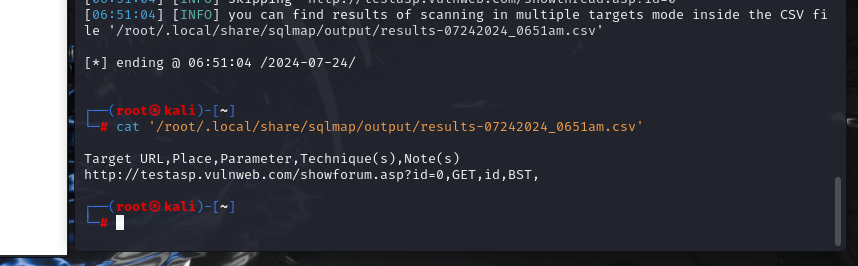 [06:51:04] [INFO] skipping 'http://testasp.vulnweb.com/showthread.asp?id=0'
[06:51:04] [INFO] you can find results of scanning in multiple targets mode inside the CSV fi
le '/root/.local/share/sqlmap/output/results-07242024_0651am.csv'
[*] ending @ 06:51:04 /2024-07-24/
┌──(root㉿kali)-[~]
└─# cat '/root/.local/share/sqlmap/output/results-07242024_0651am.csv'
Target URL,Place,Parameter,Technique(s),Note(s)
http://testasp.vulnweb.com/showforum.asp?id=0,GET,id,BST,
┌──(root㉿kali)-[~]
└─#